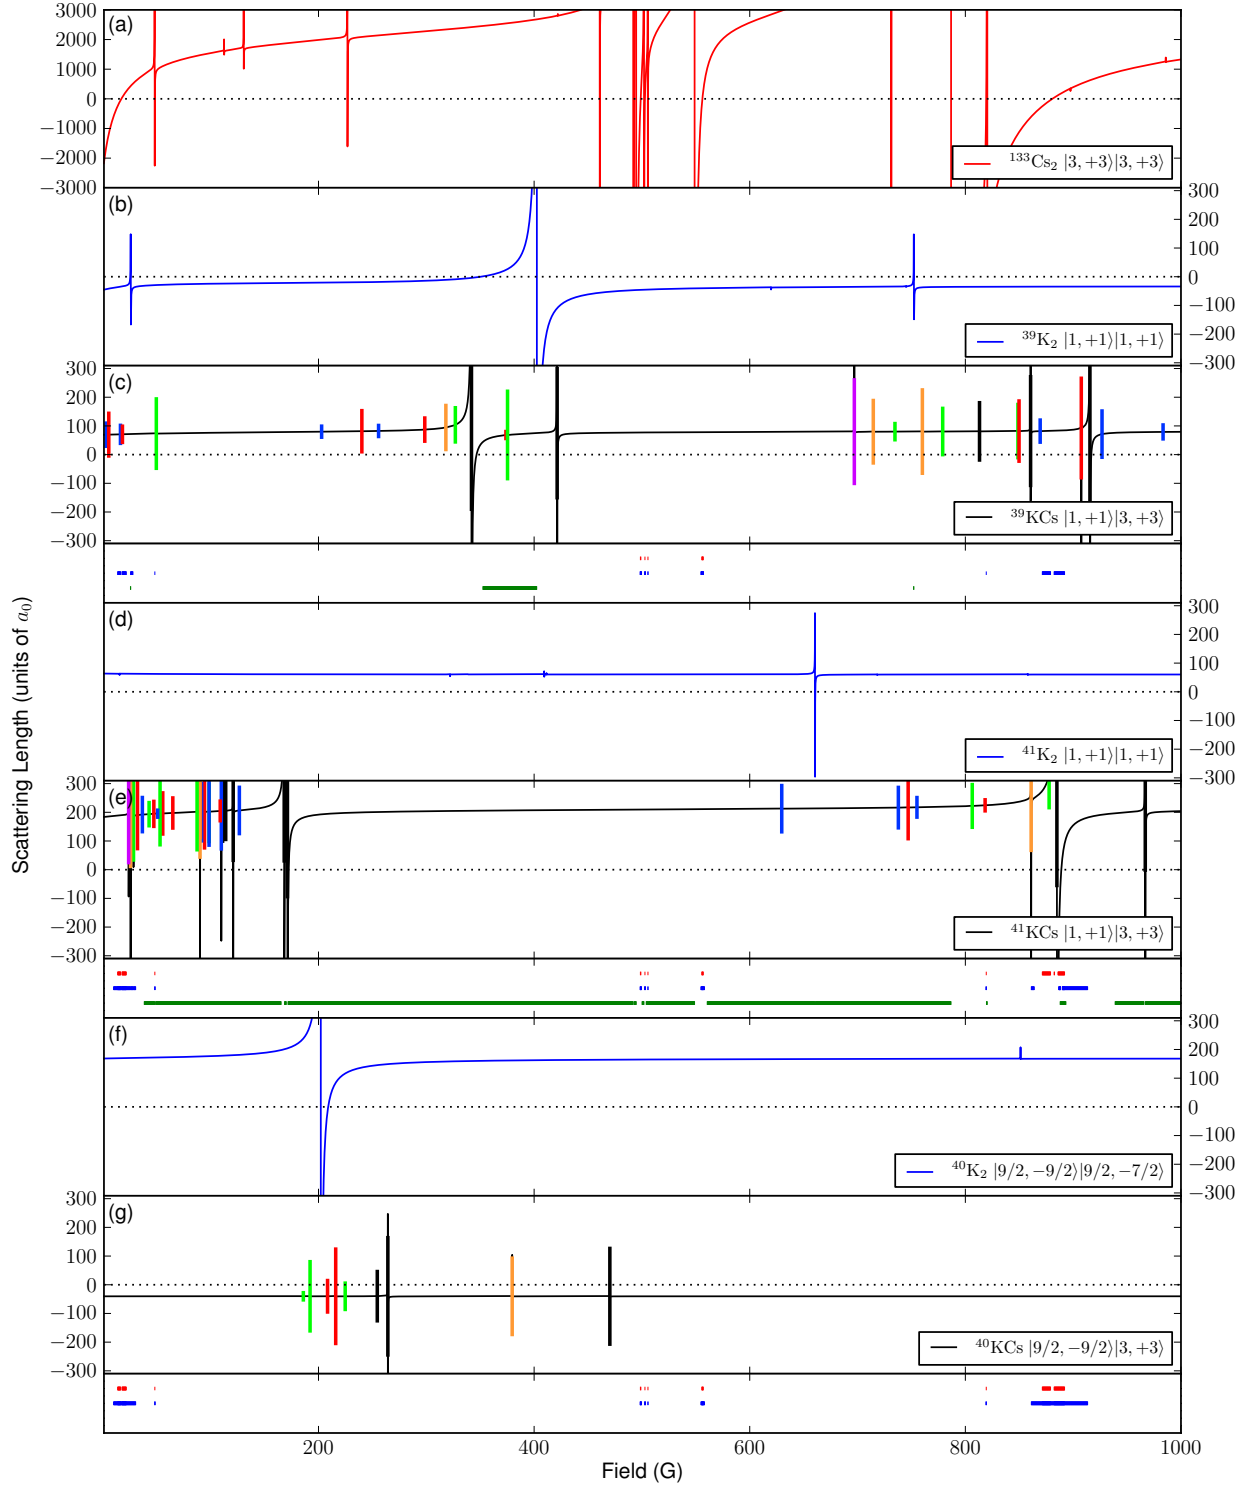 (a)
3000
2000
1000
0
−1000
−2000
−3000
¹³³Cs₂ |3,+3⟩|3,+3⟩
(b)
300
200
100
0
−100
−200
−300
³⁹K₂ |1,+1⟩|1,+1⟩
(c)
300
200
100
0
−100
−200
−300
³⁹KCs |1,+1⟩|3,+3⟩
Scattering Length (units of a₀)
(d)
300
200
100
0
−100
−200
−300
⁴¹K₂ |1,+1⟩|1,+1⟩
(e)
300
200
100
0
−100
−200
−300
⁴¹KCs |1,+1⟩|3,+3⟩
(f)
300
200
100
0
−100
−200
−300
⁴⁰K₂ |9/2,−9/2⟩|9/2,−7/2⟩
(g)
300
200
100
0
−100
−200
−300
⁴⁰KCs |9/2,−9/2⟩|3,+3⟩
200 400 600 800 1000
Field (G)